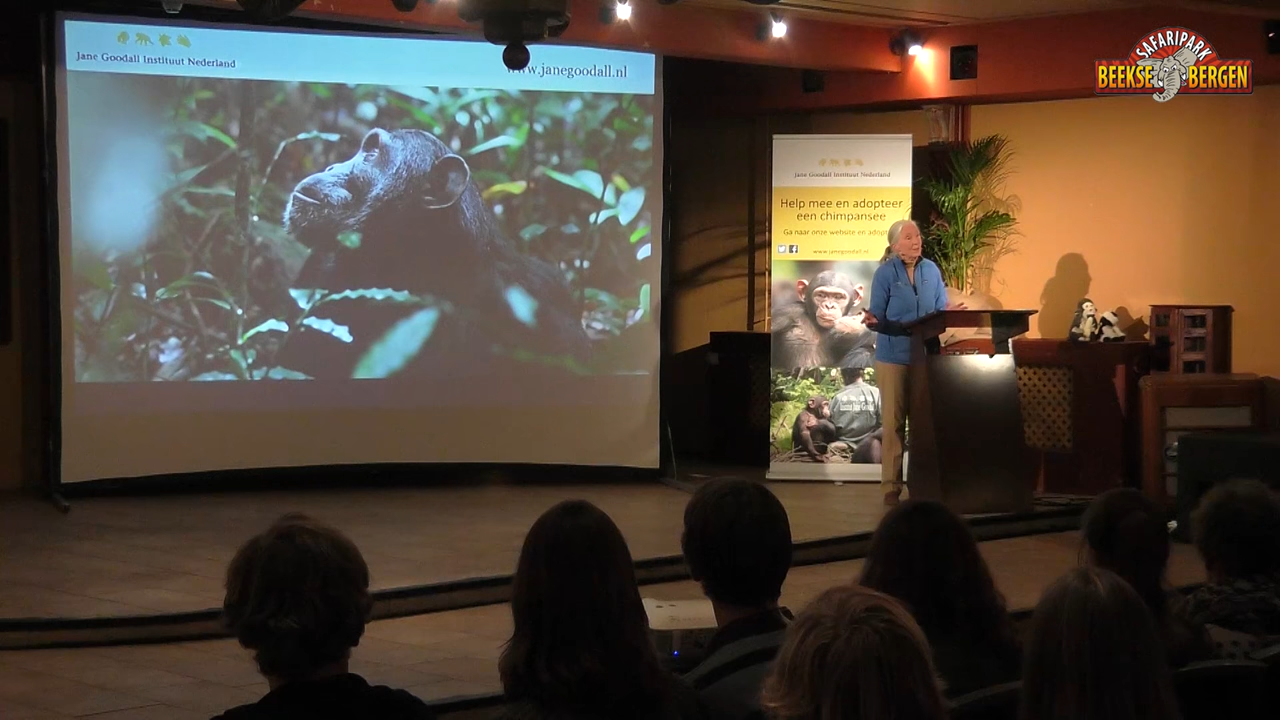 Jane Goodall Instituut Nederland
www.janegoodall.nl
SAFARIPARK
BEEKSE BERGEN
Jane Goodall Instituut Nederland
Help mee en adopteer
een chimpansee
Ga naar onze website en
www.janegoodall.nl